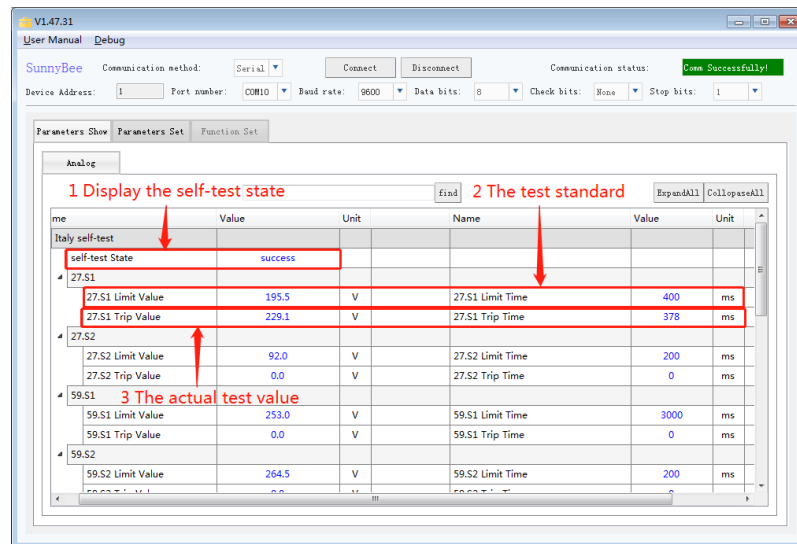 V1.47.31
User Manual Debug
SunnyBee Communication method: Serial Connect Disconnect Communication status: Comm Successfully!
Device Address: 1 Port number: COM10 Baud rate: 9600 Data bits: 8 Check bits: None Stop bits: 1
Parameters Show Parameters Set Function Set
Analog
1 Display the self-test state find 2 The test standard ExpandAll CollopaseAll
me Value Unit Name Value Unit
Italy self-test
self-test State success
27.S1
27.S1 Limit Value 195.5 V 27.S1 Limit Time 400 ms
27.S1 Trip Value 229.1 V 27.S1 Trip Time 378 ms
27.S2
27.S2 Limit Value 92.0 V 27.S2 Limit Time 200 ms
27.S2 Trip Value 0.0 V 27.S2 Trip Time 0 ms
59.S1 3 The actual test value
59.S1 Limit Value 253.0 V 59.S1 Limit Time 3000 ms
59.S1 Trip Value 0.0 V 59.S1 Trip Time 0 ms
59.S2
59.S2 Limit Value 264.5 V 59.S2 Limit Time 200 ms